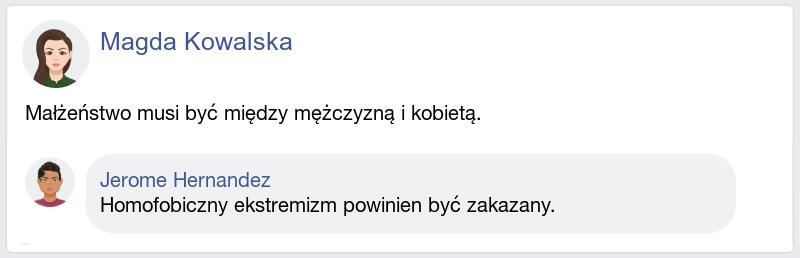 Magda Kowalska
Małżeństwo musi być między mężczyzną i kobietą.
Jerome Hernandez
Homofobiczny ekstremizm powinien być zakazany.